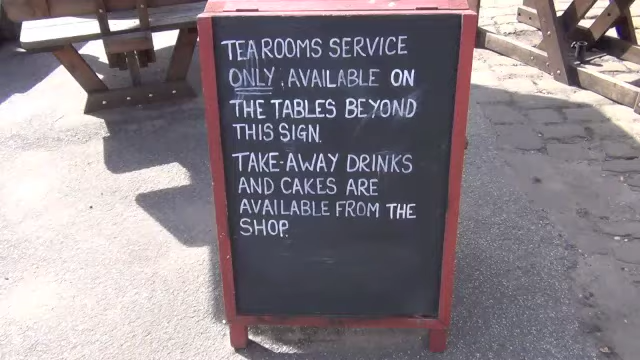 TEAROOMS SERVICE
ONLY, AVAILABLE ON
THE TABLES BEYOND
THIS SIGN.
TAKE-AWAY DRINKS
AND CAKES ARE
AVAILABLE FROM THE
SHOP.